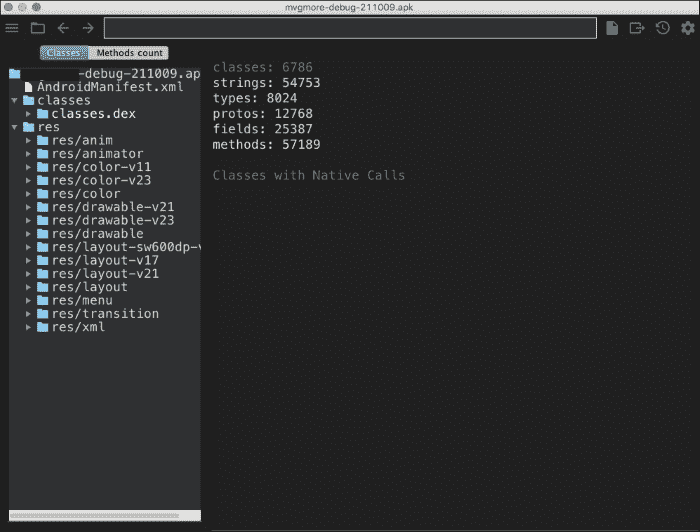 mvgmore-debug-211009.apk
Classes Methods count
-debug-211009.ap
AndroidManifest.xml
classes
classes.dex
res
res/anim
res/animator
res/color-v11
res/color-v23
res/color
res/drawable-v21
res/drawable-v23
res/drawable
res/layout-sw600dp-v
res/layout-v17
res/layout-v21
res/layout
res/menu
res/transition
res/xml
classes: 6786
strings: 54753
types: 8024
protos: 12768
fields: 25387
methods: 57189
Classes with Native Calls